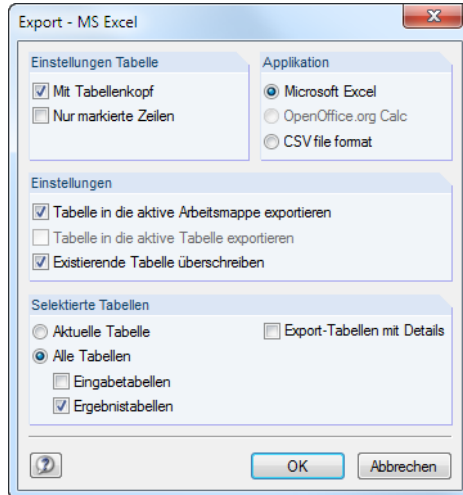 Export - MS Excel
Einstellungen Tabelle
Mit Tabellenkopf
Nur markierte Zeilen
Applikation
Microsoft Excel
OpenOffice.org Calc
CSV file format
Einstellungen
Tabelle in die aktive Arbeitsmappe exportieren
Tabelle in die aktive Tabelle exportieren
Existierende Tabelle überschreiben
Selektierte Tabellen
Aktuelle Tabelle
Export-Tabellen mit Details
Alle Tabellen
Eingabetabellen
Ergebnistabellen
OK
Abbrechen